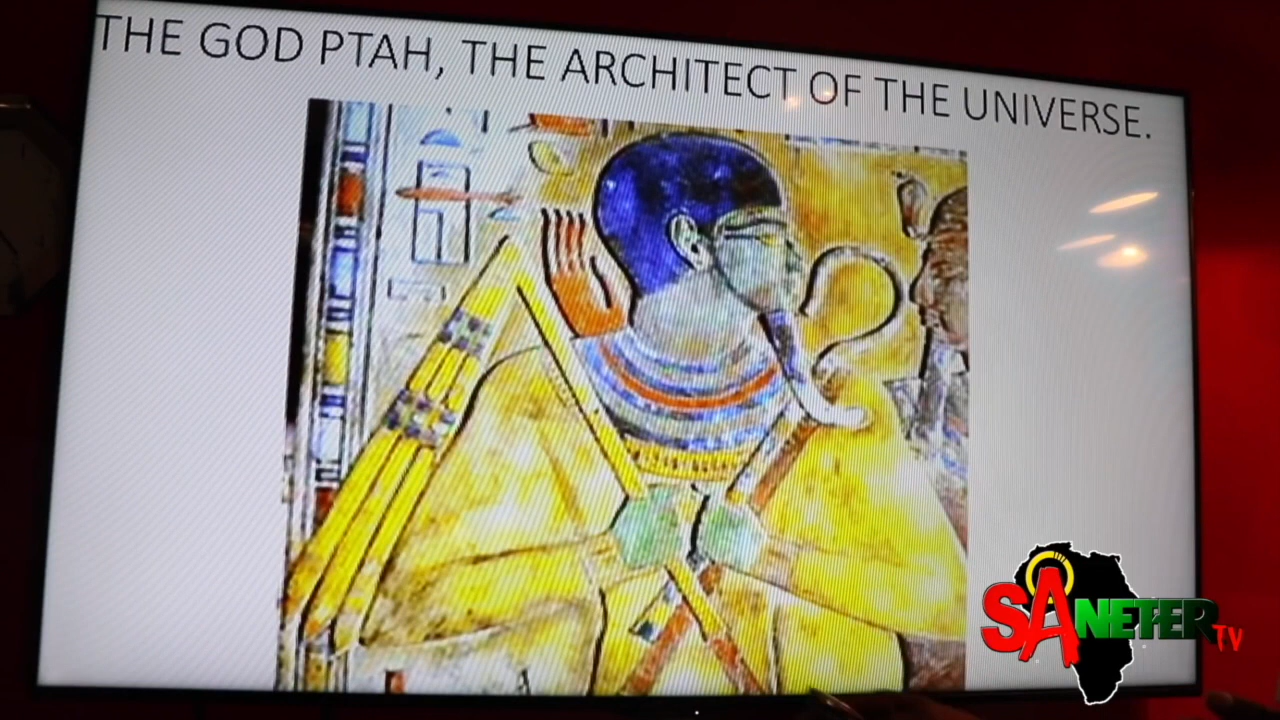 THE GOD PTAH, THE ARCHITECT OF THE UNIVERSE.
SANETER TV